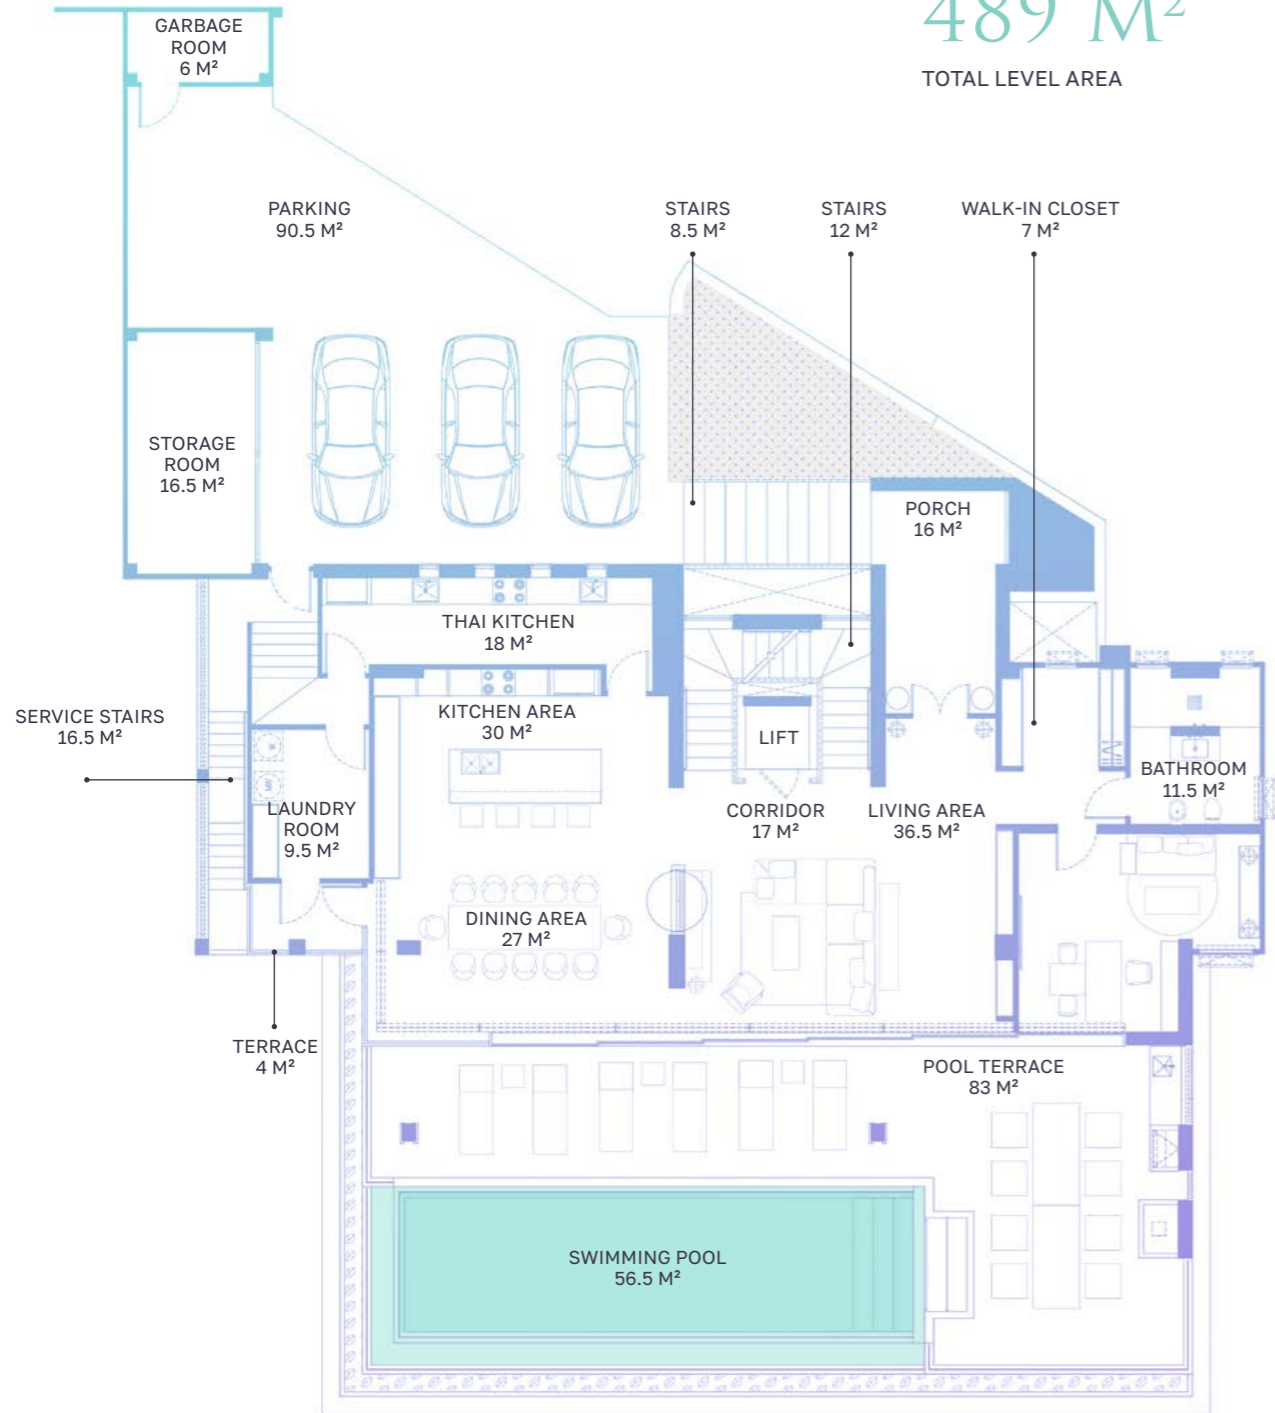 489 M²
TOTAL LEVEL AREA
GARBAGE
ROOM
6 M²
PARKING
90.5 M²
STAIRS
8.5 M²
STAIRS
12 M²
WALK-IN CLOSET
7 M²
STORAGE
ROOM
16.5 M²
PORCH
16 M²
THAI KITCHEN
18 M²
SERVICE STAIRS
16.5 M²
KITCHEN AREA
30 M²
LIFT
BATHROOM
11.5 M²
LAUNDRY
ROOM
9.5 M²
CORRIDOR
17 M²
LIVING AREA
36.5 M²
DINING AREA
27 M²
TERRACE
4 M²
POOL TERRACE
83 M²
SWIMMING POOL
56.5 M²